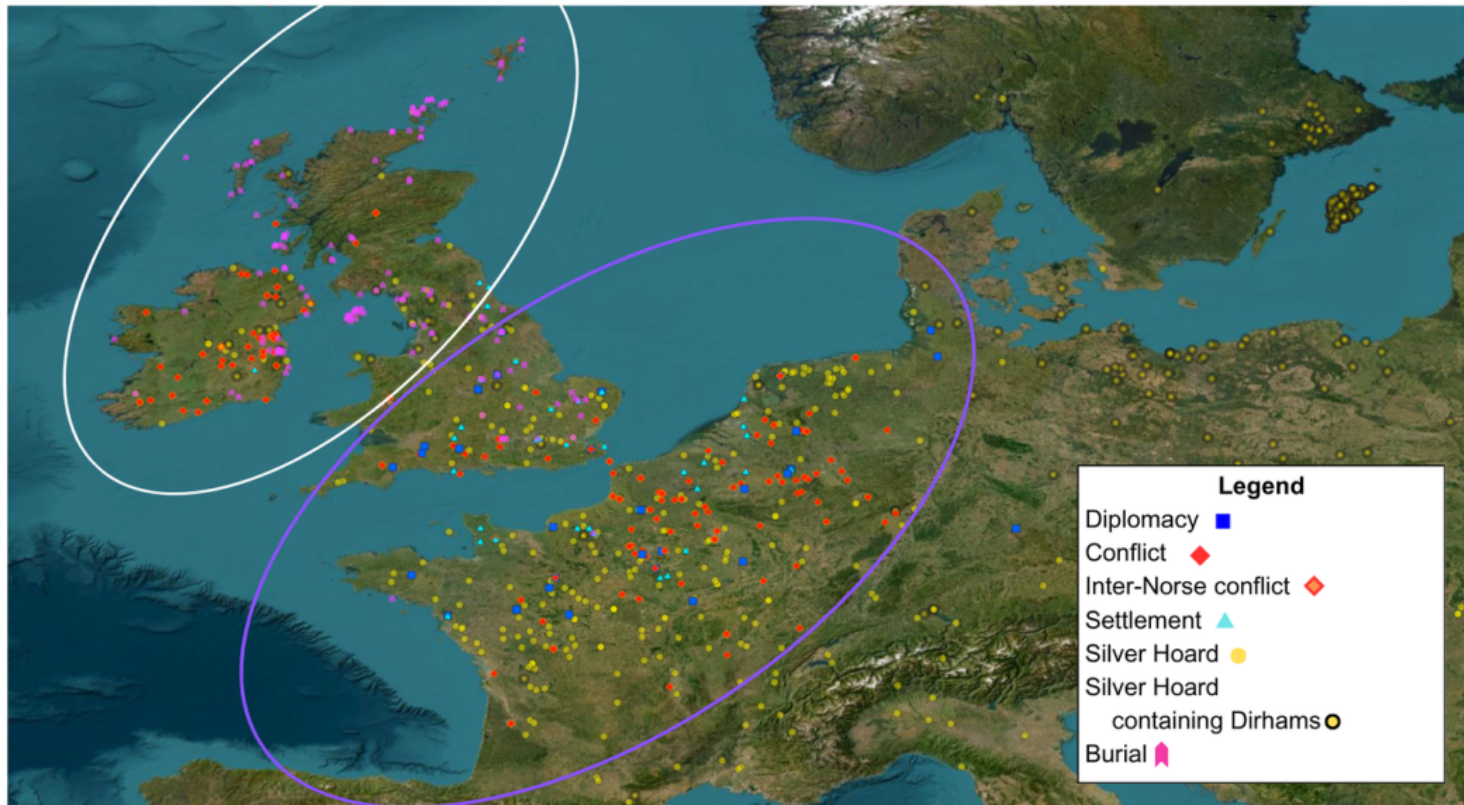 Legend
Diplomacy
Conflict
Inter-Norse conflict
Settlement
Silver Hoard
Silver Hoard
containing Dirhams
Burial